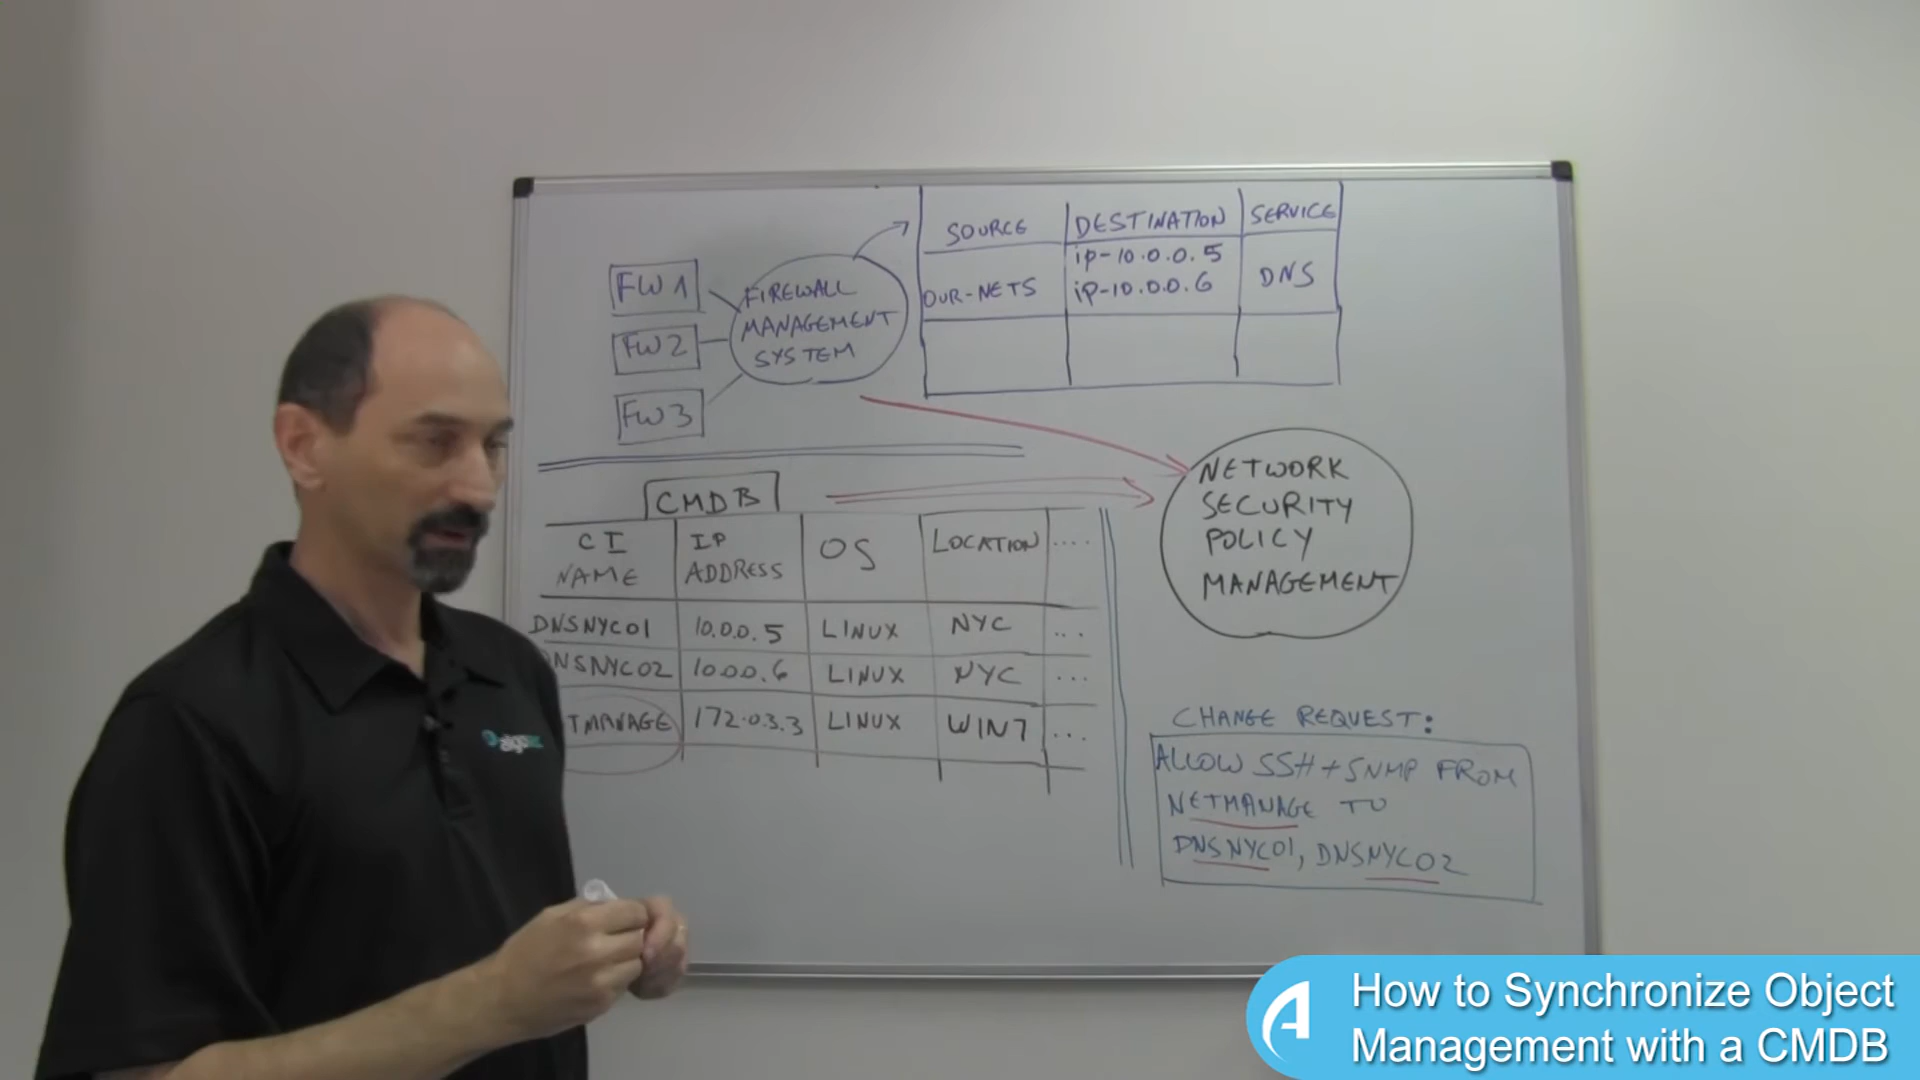 SOURCE DESTINATION SERVICE
OUR-NETS ip-10.0.0.5 DNS
ip-10.0.0.6
FW1
FW2
FW3
FIREWALL
MANAGEMENT
SYSTEM
CMDB
CI NAME IP ADDRESS OS LOCATION ....
DNSNYC01 10.0.0.5 LINUX NYC ...
NSNYC02 10.0.0.6 LINUX NYC ...
TMANAGE 172.0.3.3 LINUX WIN7 ...
NETWORK
SECURITY
POLICY
MANAGEMENT
CHANGE REQUEST:
ALLOW SSH + SNMP FROM
NETMANAGE TO
DNSNYC01, DNSNYC02
algosec
How to Synchronize Object
Management with a CMDB